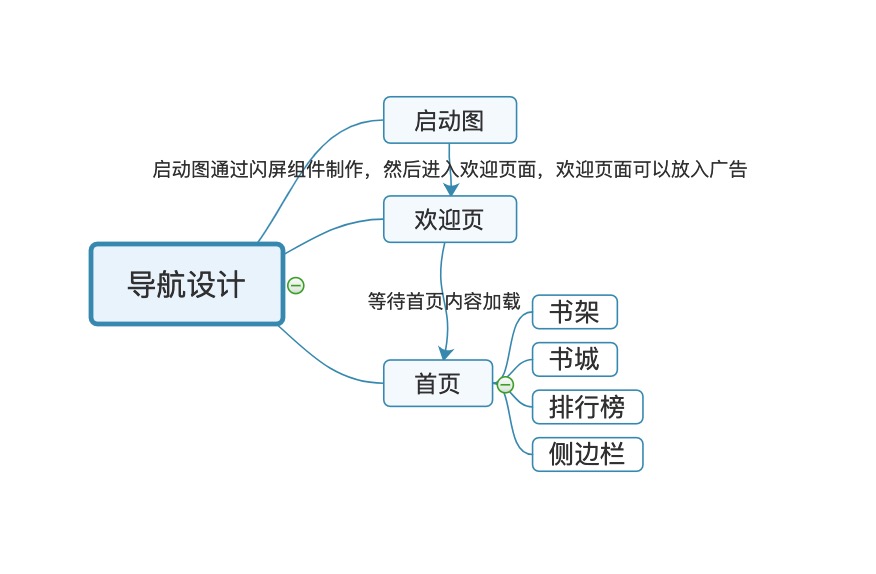 启动图
启动图通过闪屏组件制作，然后进入欢迎页面，欢迎页面可以放入广告
欢迎页
导航设计
等待首页内容加载
书架
书城
首页
排行榜
侧边栏